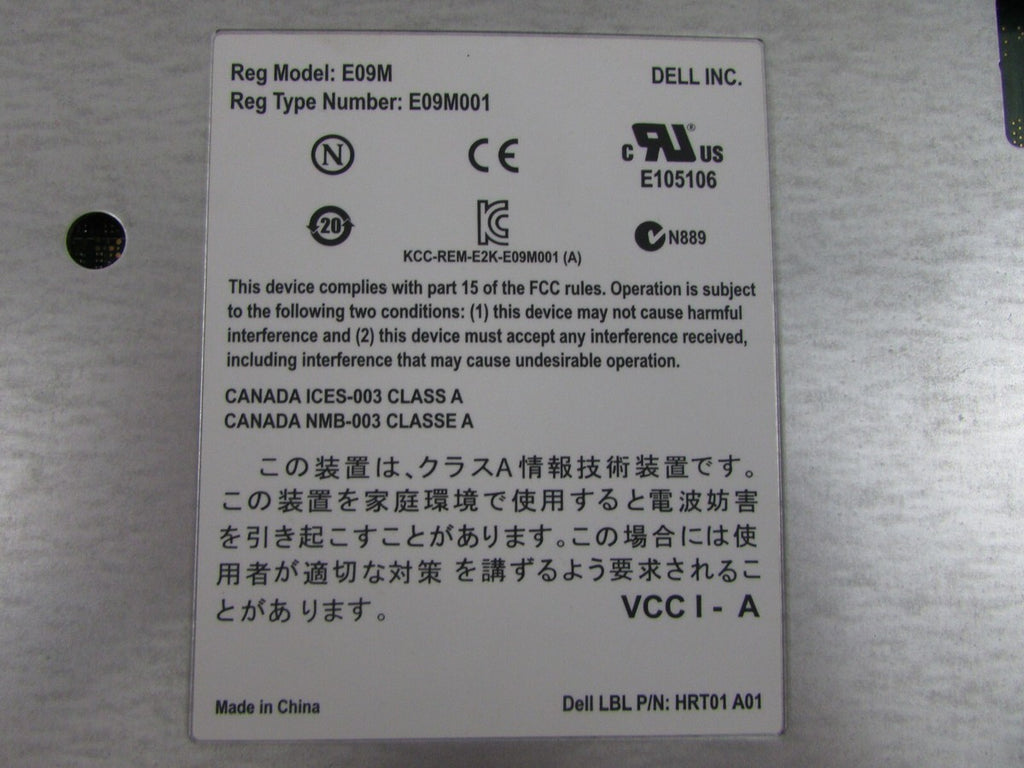 Reg Model: E09M
DELL INC.
Reg Type Number: E09M001
N
CE
c RU® US
E105106
20
KC
N889
KCC-REM-E2K-E09M001 (A)
This device complies with part 15 of the FCC rules. Operation is subject
to the following two conditions: (1) this device may not cause harmful
interference and (2) this device must accept any interference received,
including interference that may cause undesirable operation.
CANADA ICES-003 CLASS A
CANADA NMB-003 CLASSE A
この装置は、クラスA情報技術装置です。
この装置を家庭環境で使用すると電波妨害
を引き起こすことがあります。この場合には使
用者が適切な対策 を講ずるよう要求されるこ
とがあります。
VCCI-A
Made in China
Dell LBL P/N: HRT01 A01